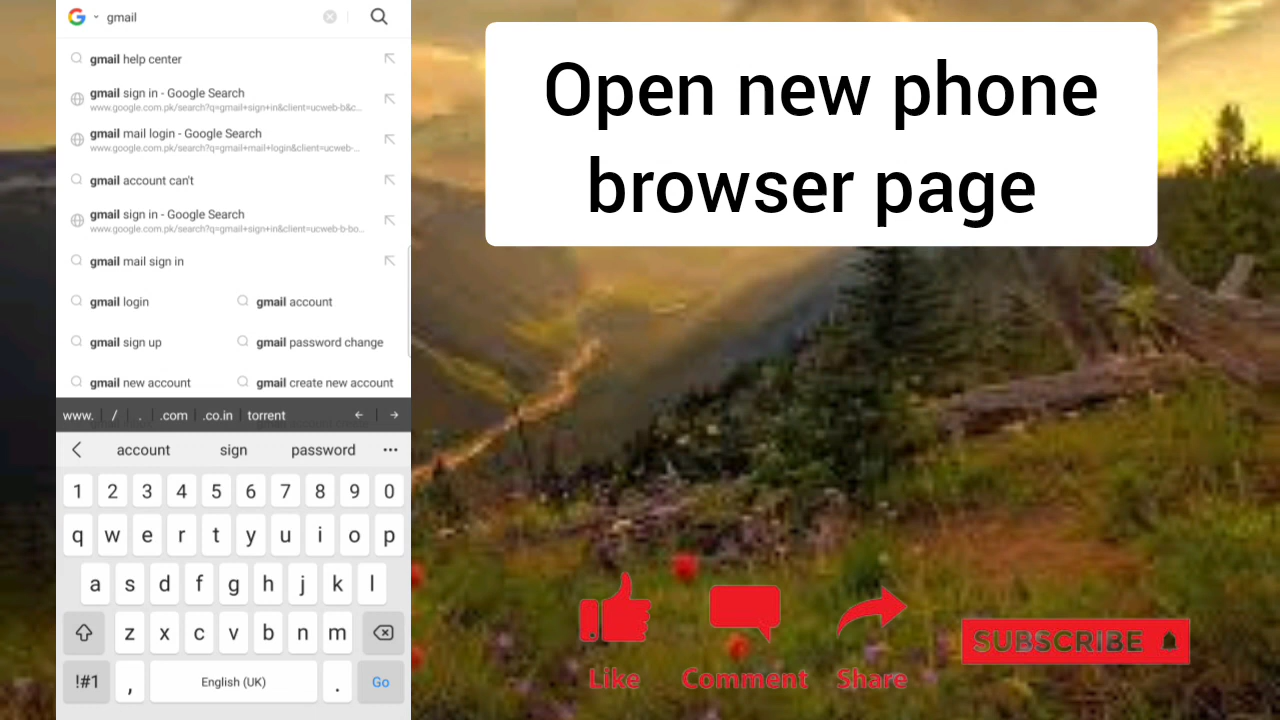 gmail
gmail help center
gmail sign in - Google Search
www.google.com.pk/search?q=gmail+sign+in&client=ucweb-b&c...
gmail mail login - Google Search
www.google.com.pk/search?q=gmail+mail+login&client=ucweb-...
gmail account can't
gmail sign in - Google Search
www.google.com.pk/search?q=gmail+sign+in&client=ucweb-b-bo...
gmail mail sign in
gmail login gmail account
gmail sign up gmail password change
gmail new account gmail create new account
www. / . .com .co.in torrent
account sign password
1 2 3 4 5 6 7 8 9 0
q w e r t y u i o p
a s d f g h j k l
z x c v b n m
!#1 , English (UK) . Go
Open new phone
browser page
Like Comment Share
SUBSCRIBE